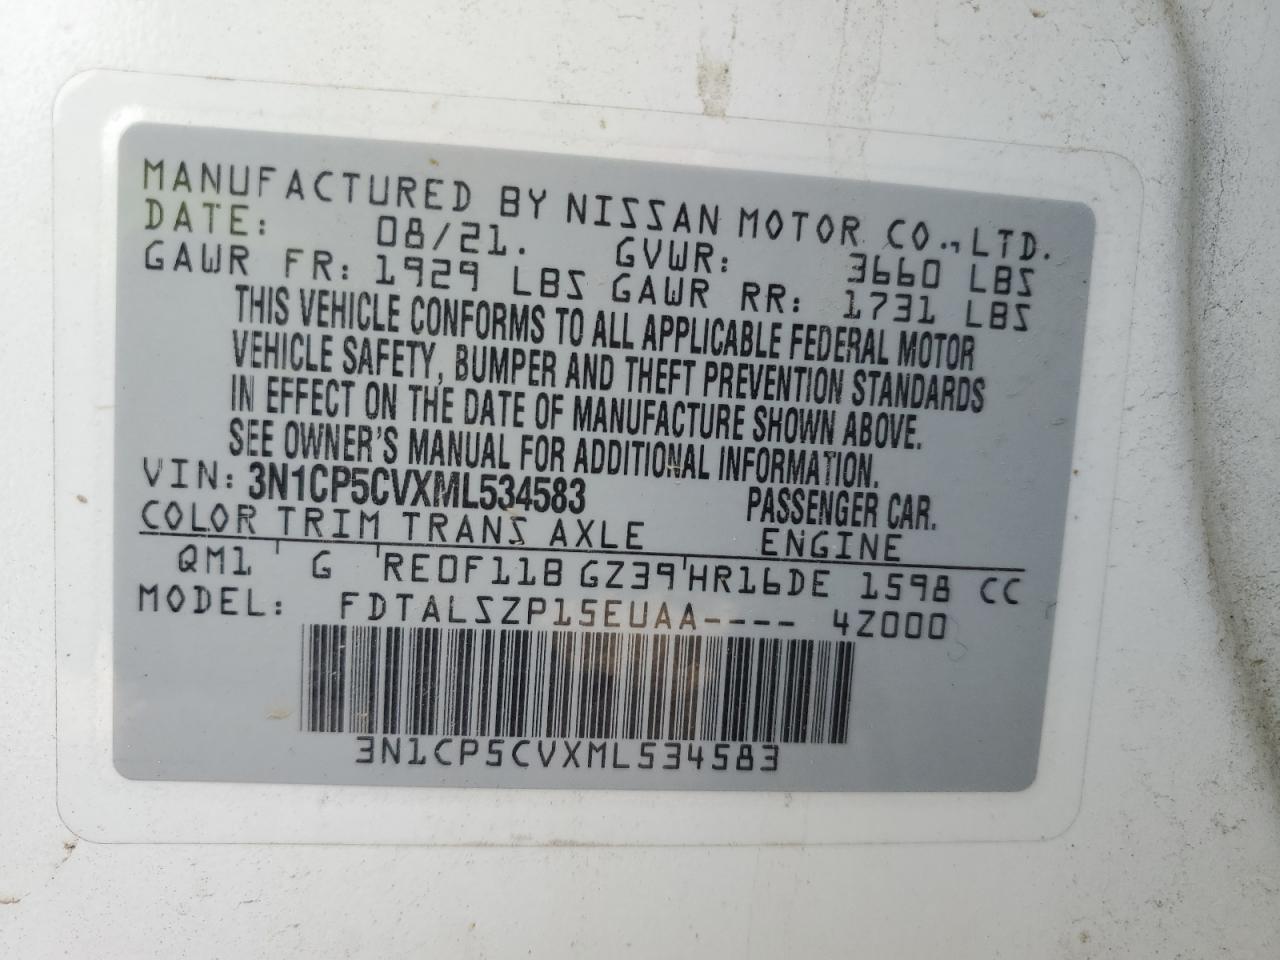 MANUFACTURED BY NISSAN MOTOR CO., LTD.
DATE: 08/21. GVWR: 3660 LBS
GAWR FR: 1929 LBS GAWR RR: 1731 LBS
THIS VEHICLE CONFORMS TO ALL APPLICABLE FEDERAL MOTOR
VEHICLE SAFETY, BUMPER AND THEFT PREVENTION STANDARDS
IN EFFECT ON THE DATE OF MANUFACTURE SHOWN ABOVE.
SEE OWNER'S MANUAL FOR ADDITIONAL INFORMATION.
VIN: 3N1CP5CVXML534583 PASSENGER CAR.
COLOR TRIM TRANS AXLE ENGINE
QM1 G RE0F11B GZ39 HR16DE 1598 CC
MODEL: FDTALSZP15EUAA---- 4Z000
3N1CP5CVXML534583